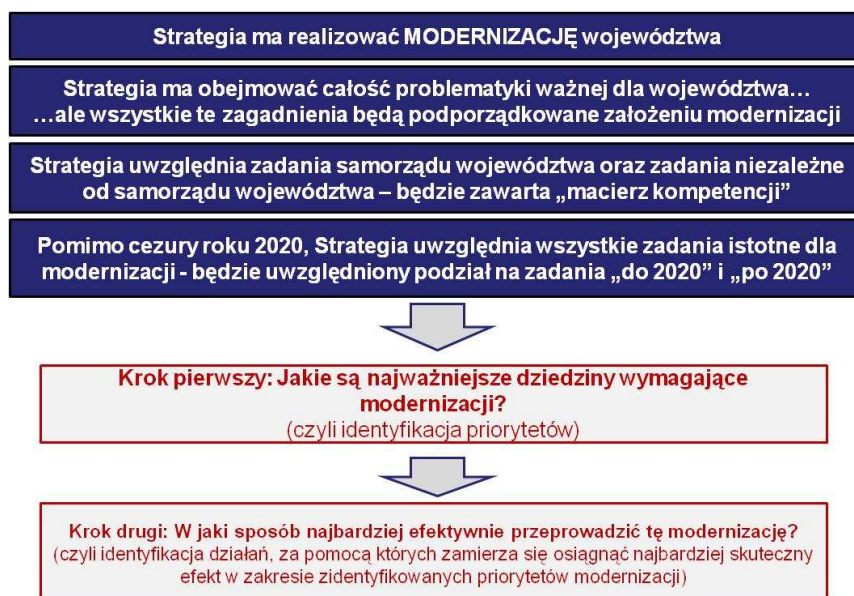 Strategia ma realizować MODERNIZACJĘ województwa
Strategia ma obejmować całość problematyki ważnej dla województwa…
…ale wszystkie te zagadnienia będą podporządkowane założeniu modernizacji
Strategia uwzględnia zadania samorządu województwa oraz zadania niezależne
od samorządu województwa – będzie zawarta „macierz kompetencji”
Pomimo cezury roku 2020, Strategia uwzględnia wszystkie zadania istotne dla
modernizacji - będzie uwzględniony podział na zadania „do 2020” i „po 2020”
Krok pierwszy: Jakie są najważniejsze dziedziny wymagające
modernizacji?
(czyli identyfikacja priorytetów)
Krok drugi: W jaki sposób najbardziej efektywnie przeprowadzić tę modernizację?
(czyli identyfikacja działań, za pomocą których zamierza się osiągnąć najbardziej skuteczny
efekt w zakresie zidentyfikowanych priorytetów modernizacji)